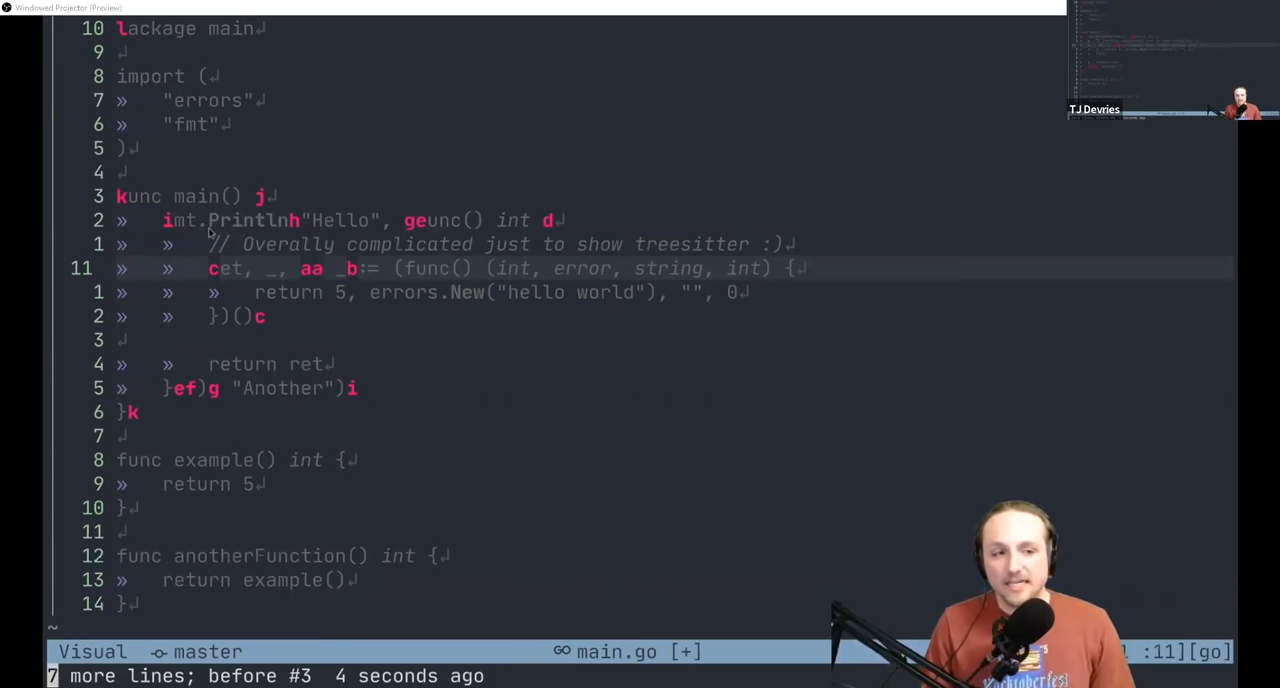 Windowed Projector (Preview)
TJ Devries
10 lackage main↲
9 ↲
8 import (↲
7 » "errors"↲
6 » "fmt"↲
5 )↲
4 ↲
3 kunc main() j↲
2 » imt.Printlnh"Hello", geunc() int d↲
1 » » // Overally complicated just to show treesitter :)↲
11 » » cet, _, aa _b:= (func() (int, error, string, int) {↲
1 » » » return 5, errors.New("hello world"), "", 0↲
2 » » })()c
3 ↲
4 » » return ret↲
5 » }ef)g "Another")i
6 }k
7 ↲
8 func example() int {↲
9 » return 5↲
10 }↲
11 ↲
12 func anotherFunction() int {↲
13 » return example()↲
14 }↲
~
Visual master main.go [+] :11][go]
7 more lines; before #3 4 seconds ago